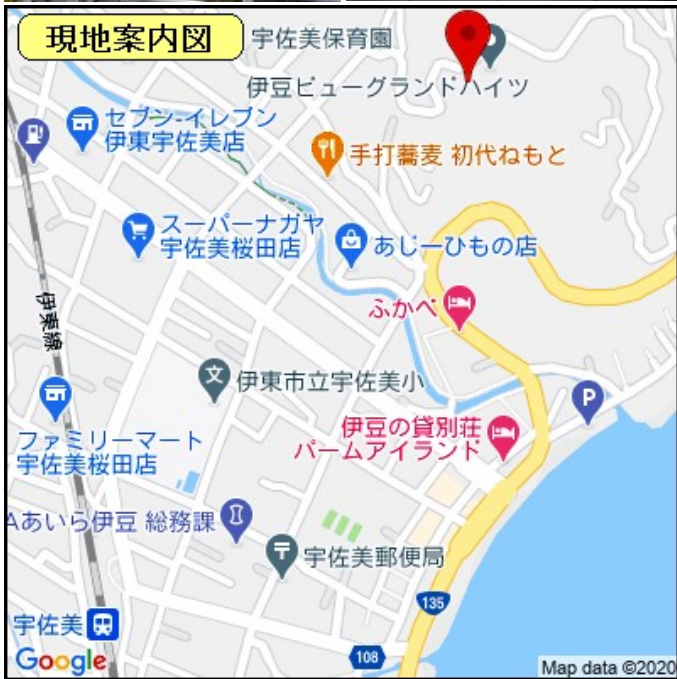 現地案内図
宇佐美保育園
伊豆ビューグランドハイツ
セブン-イレブン
伊東宇佐美店
手打蕎麦 初代ねもと
スーパーナガヤ
宇佐美桜田店
あじーひもの店
伊東線
ふかべ
文
伊東市立宇佐美小
P
ファミリーマート
宇佐美桜田店
伊豆の貸別荘
パームアイランド
Aあいら伊豆 総務課
宇佐美郵便局
135
宇佐美
108
Google
Map data ©2020